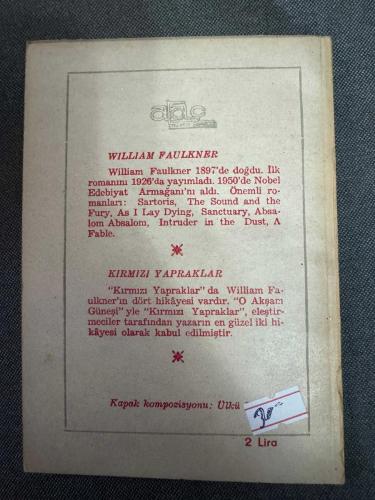 ataç
WILLIAM FAULKNER
William Faulkner 1897'de doğdu. İlk
romanını 1926'da yayımladı. 1950'de Nobel
Edebiyat Armağanı'nı aldı. Önemli ro-
manları: Sartoris, The Sound and the
Fury, As I Lay Dying, Sanctuary, Absa-
lom Absalom, Intruder in the Dust, A
Fable.
KIRMIZI YAPRAKLAR
"Kırmızı Yapraklar"da William Fa-
ulkner'ın dört hikâyesi vardır. "O Akşam
Güneşi"yle "Kırmızı Yapraklar", eleştir-
meciler tarafından yazarın en güzel iki hi-
kâyesi olarak kabul edilmiştir.
Kapak kompozisyonu: Ülkü
2 Lira